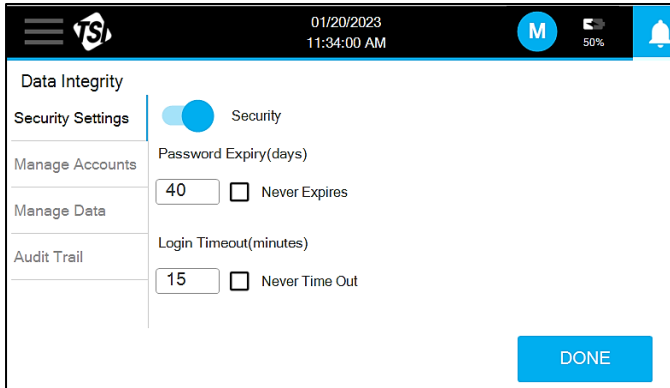 TSI
01/20/2023
11:34:00 AM
M
50%
Data Integrity
Security Settings
Security
Manage Accounts
Password Expiry(days)
40
Never Expires
Manage Data
Audit Trail
Login Timeout(minutes)
15
Never Time Out
DONE